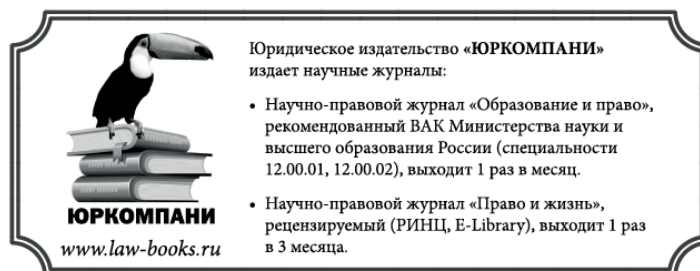 ЮРКОМПАНИ
www.law-books.ru
Юридическое издательство «ЮРКОМПАНИ»
издает научные журналы:
• Научно-правовой журнал «Образование и право»,
рекомендованный ВАК Министерства науки и
высшего образования России (специальности
12.00.01, 12.00.02), выходит 1 раз в месяц.
• Научно-правовой журнал «Право и жизнь»,
рецензируемый (РИНЦ, E-Library), выходит 1 раз
в 3 месяца.